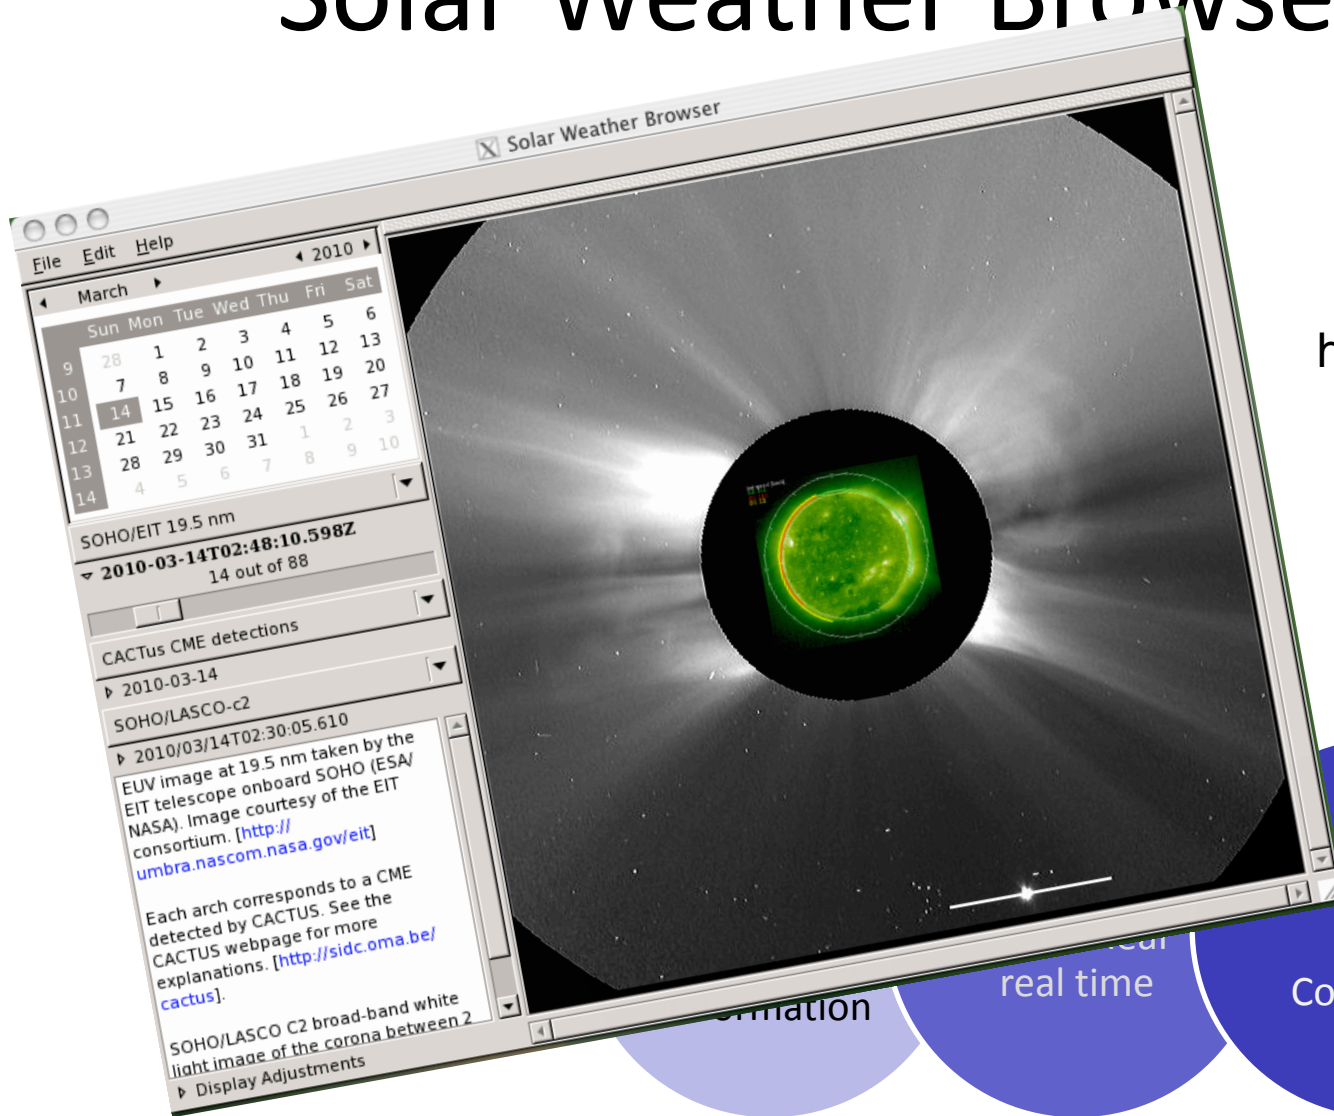 Solar Weather Browse
Solar Weather Browser
File Edit Help
March 2010
Sun Mon Tue Wed Thu Fri Sat
9 28 1 2 3 4 5 6
10 7 8 9 10 11 12 13
11 14 15 16 17 18 19 20
12 21 22 23 24 25 26 27
13 28 29 30 31 1 2 3
14 4 5 6 7 8 9 10
SOHO/EIT 19.5 nm
2010-03-14T02:48:10.598Z
14 out of 88
CACTus CME detections
2010-03-14
SOHO/LASCO-c2
2010/03/14T02:30:05.610
EUV image at 19.5 nm taken by the
EIT telescope onboard SOHO (ESA/
NASA). Image courtesy of the EIT
consortium. [http://
umbra.nascom.nasa.gov/eit]
Each arch corresponds to a CME
detected by CACTUS. See the
CACTUS webpage for more
explanations. [http://sidc.oma.be/
cactus].
SOHO/LASCO C2 broad-band white
light image of the corona between 2
Display Adjustments
h
real time
Co